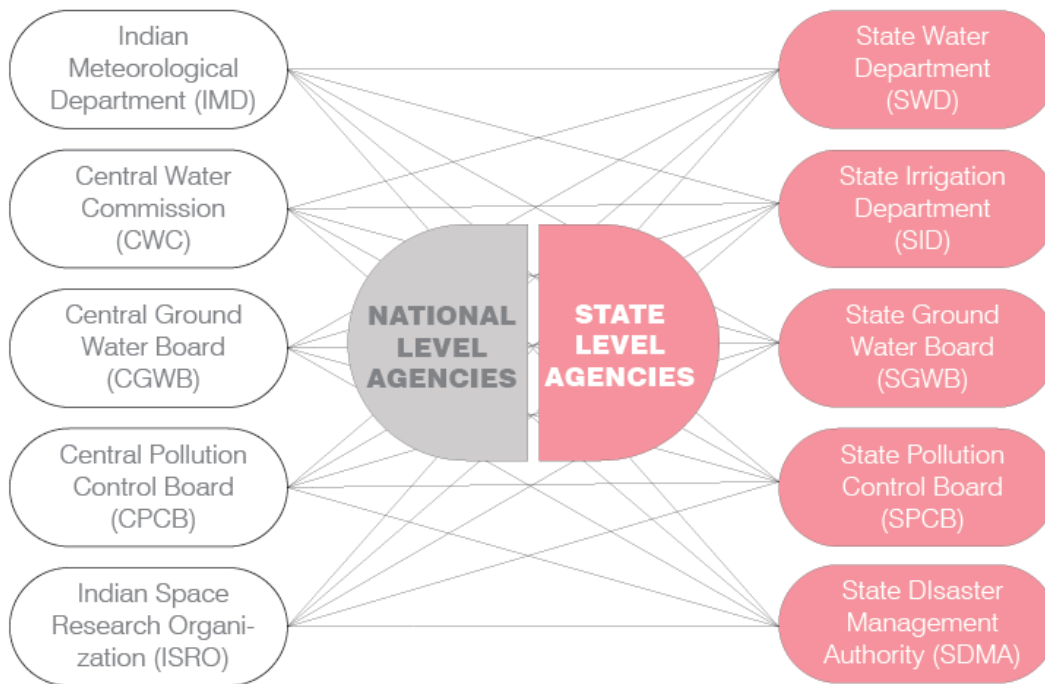 Indian
Meteorological
Department (IMD)
Central Water
Commission
(CWC)
Central Ground
Water Board
(CGWB)
Central Pollution
Control Board
(CPCB)
Indian Space
Research Organi-
zation (ISRO)
NATIONAL
LEVEL
AGENCIES
STATE
LEVEL
AGENCIES
State Water
Department
(SWD)
State Irrigation
Department
(SID)
State Ground
Water Board
(SGWB)
State Pollution
Control Board
(SPCB)
State DIsaster
Management
Authority (SDMA)